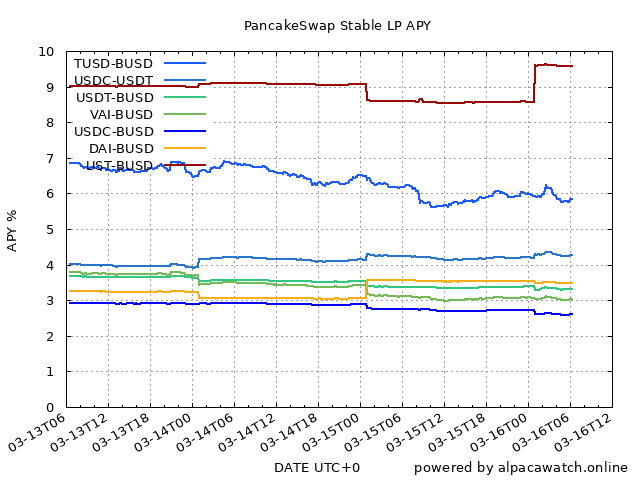 PancakeSwap Stable LP APY
10
9
8
7
6
5
4
3
2
1
0
APY %
TUSD-BUSD
USDC-USDT
USDT-BUSD
VAI-BUSD
USDC-BUSD
DAI-BUSD
UST-BUSD
03-13T06
03-13T12
03-13T18
03-14T00
03-14T06
03-14T12
03-14T18
03-15T00
03-15T06
03-15T12
03-15T18
03-16T00
03-16T06
03-16T12
DATE UTC+0
powered by alpacawatch.online